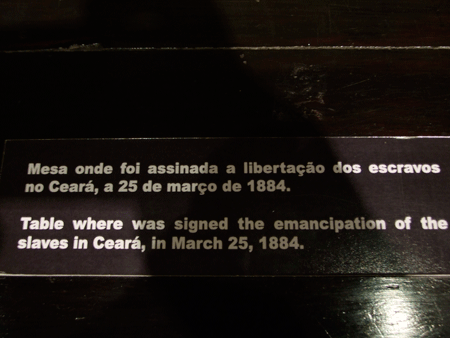 Mesa onde foi assinada a libertação dos escravos
no Ceará, a 25 de março de 1884.
Table where was signed the emancipation of the
slaves in Ceará, in March 25, 1884.